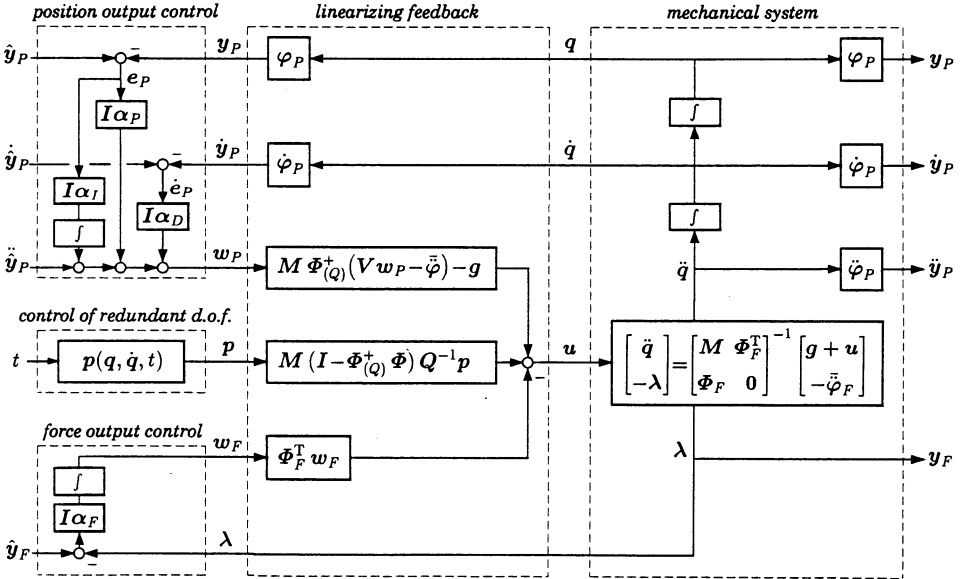 position output control
linearizing feedback
mechanical system
ŷ_P
−
y_P
φ_P
q
φ_P
y_P
e_P
Iα_P
∫
ŷ̇_P
−
ẏ_P
φ̇_P
q̇
φ̇_P
ẏ_P
Iα_I
ė_P
Iα_D
∫
∫
ŷ̈_P
w_P
M Φ⁺_(Q) (V w_P − φ̄̈) − g
q̈
φ̈_P
ÿ_P
control of redundant d.o.f.
t
p(q, q̇, t)
p
M (I − Φ⁺_(Q) Φ) Q⁻¹ p
−
u
[q̈ −λ] = [M Φ_F^T Φ_F 0]⁻¹ [g + u −φ̄̈_F]
force output control
w_F
Φ_F^T w_F
λ
y_F
∫
Iα_F
ŷ_F
−
λ